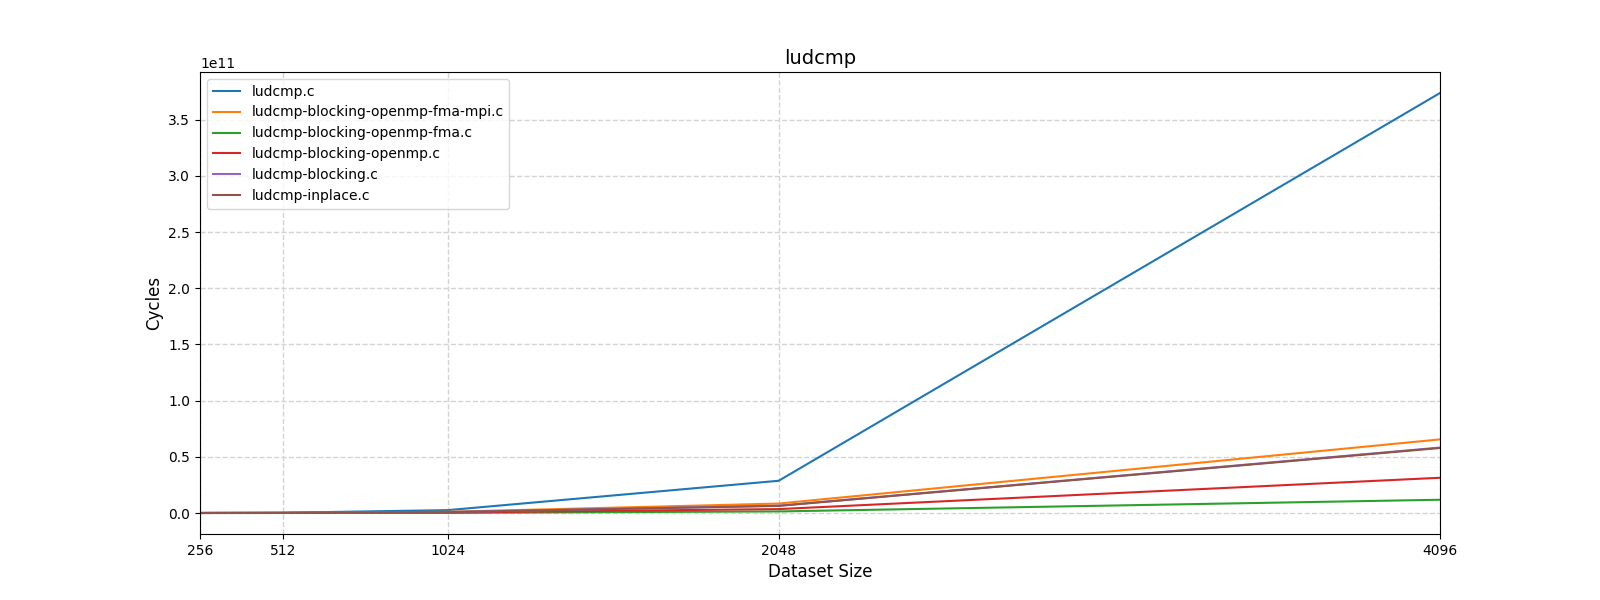 ludcmp
1e11
ludcmp.c
ludcmp-blocking-openmp-fma-mpi.c
ludcmp-blocking-openmp-fma.c
ludcmp-blocking-openmp.c
ludcmp-blocking.c
ludcmp-inplace.c
3.5
3.0
2.5
2.0
1.5
1.0
0.5
0.0
Cycles
256 512 1024 2048 4096
Dataset Size